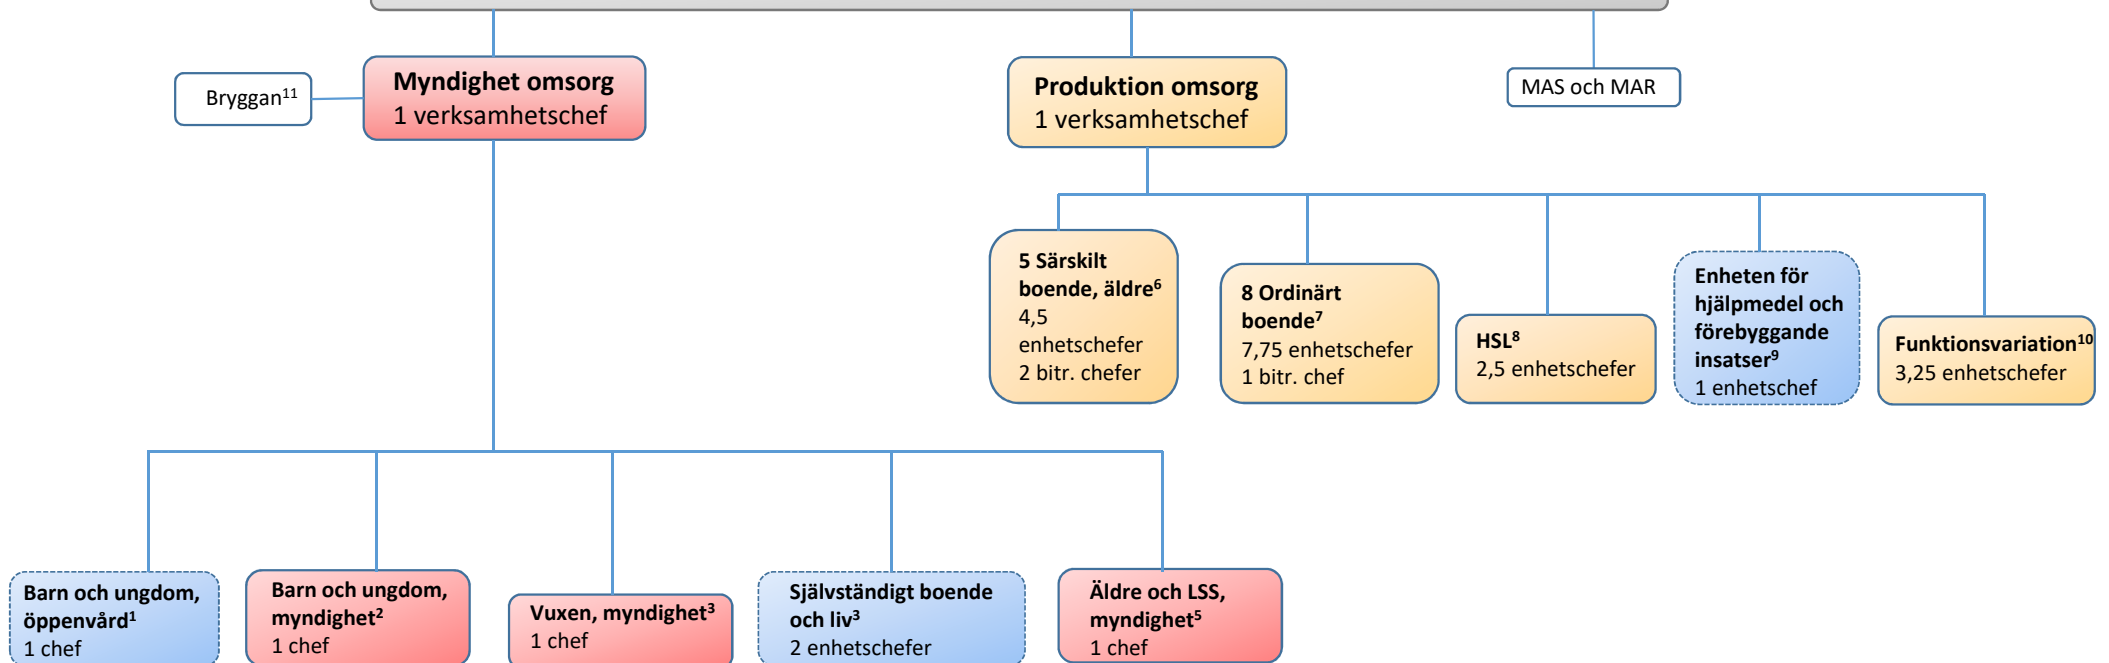 Bryggan11
Myndighet omsorg
1 verksamhetschef
Produktion omsorg
1 verksamhetschef
MAS och MAR
5 Särskilt
boende, äldre6
4,5
enhetschefer
2 bitr. chefer
8 Ordinärt
boende7
7,75 enhetschefer
1 bitr. chef
HSL8
2,5 enhetschefer
Enheten för
hjälpmedel och
förebyggande
insatser9
1 enhetschef
Funktionsvariation10
3,25 enhetschefer
Barn och ungdom,
öppenvård1
1 chef
Barn och ungdom,
myndighet2
1 chef
Vuxen, myndighet3
1 chef
Självständigt boende
och liv3
2 enhetschefer
Äldre och LSS,
myndighet5
1 chef